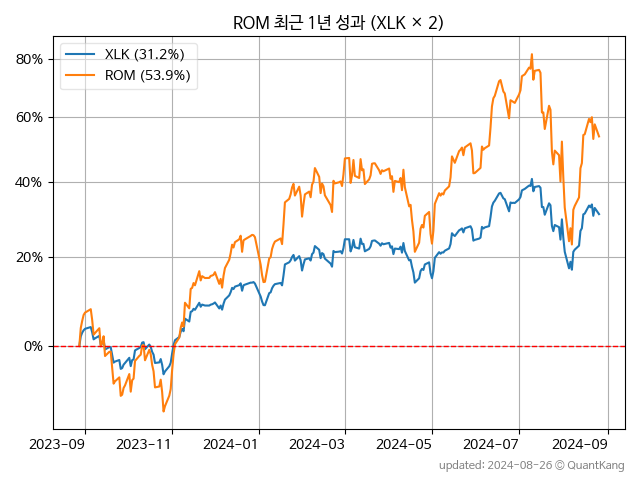 ROM 최근 1년 성과 (XLK × 2)
XLK (31.2%)
ROM (53.9%)
80%
60%
40%
20%
0%
2023-09 2023-11 2024-01 2024-03 2024-05 2024-07 2024-09
updated: 2024-08-26 © QuantKang